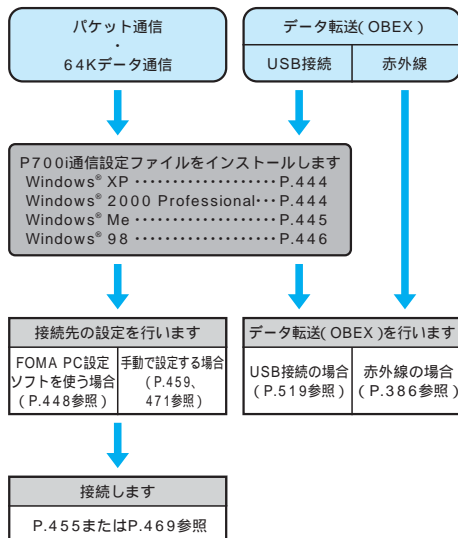 パケット通信
・
64Kデータ通信
データ転送(OBEX)
USB接続
赤外線
P700i通信設定ファイルをインストールします
Windows® XP ・・・・・・・・・・・・・・・・・・・P.444
Windows® 2000 Professional・・・P.444
Windows® Me ・・・・・・・・・・・・・・・・・・・P.445
Windows® 98 ・・・・・・・・・・・・・・・・・・・P.446
接続先の設定を行います
FOMA PC設定
ソフトを使う場合
(P.448参照)
手動で設定する場合
(P.459、
471参照)
データ転送(OBEX)を行います
USB接続の場合
(P.519参照)
赤外線の場合
(P.386参照)
接続します
P.455またはP.469参照